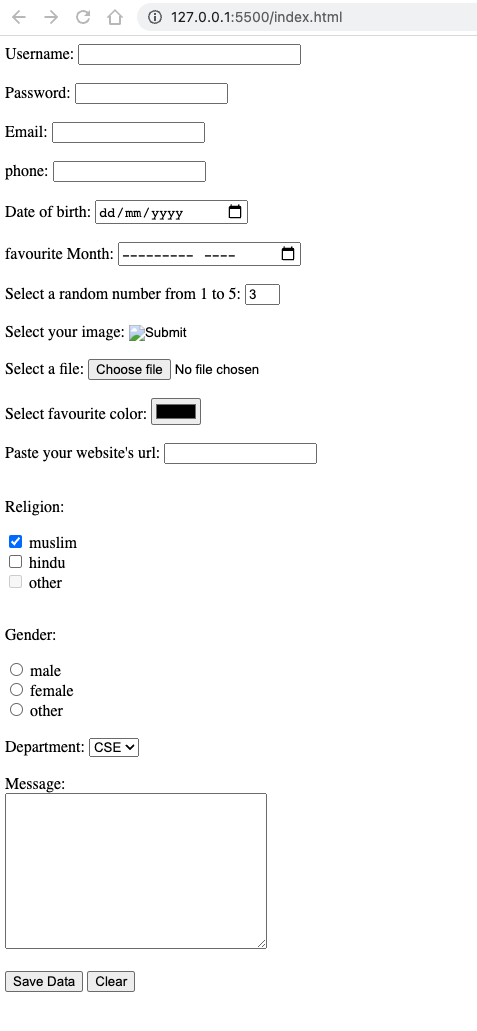 127.0.0.1:5500/index.html
Username:
Password:
Email:
phone:
Date of birth: dd/mm/yyyy
favourite Month: --------- ----
Select a random number from 1 to 5: 3
Select your image: Submit
Select a file: Choose file No file chosen
Select favourite color:
Paste your website's url:
Religion:
muslim
hindu
other
Gender:
male
female
other
Department: CSE
Message:
Save Data Clear